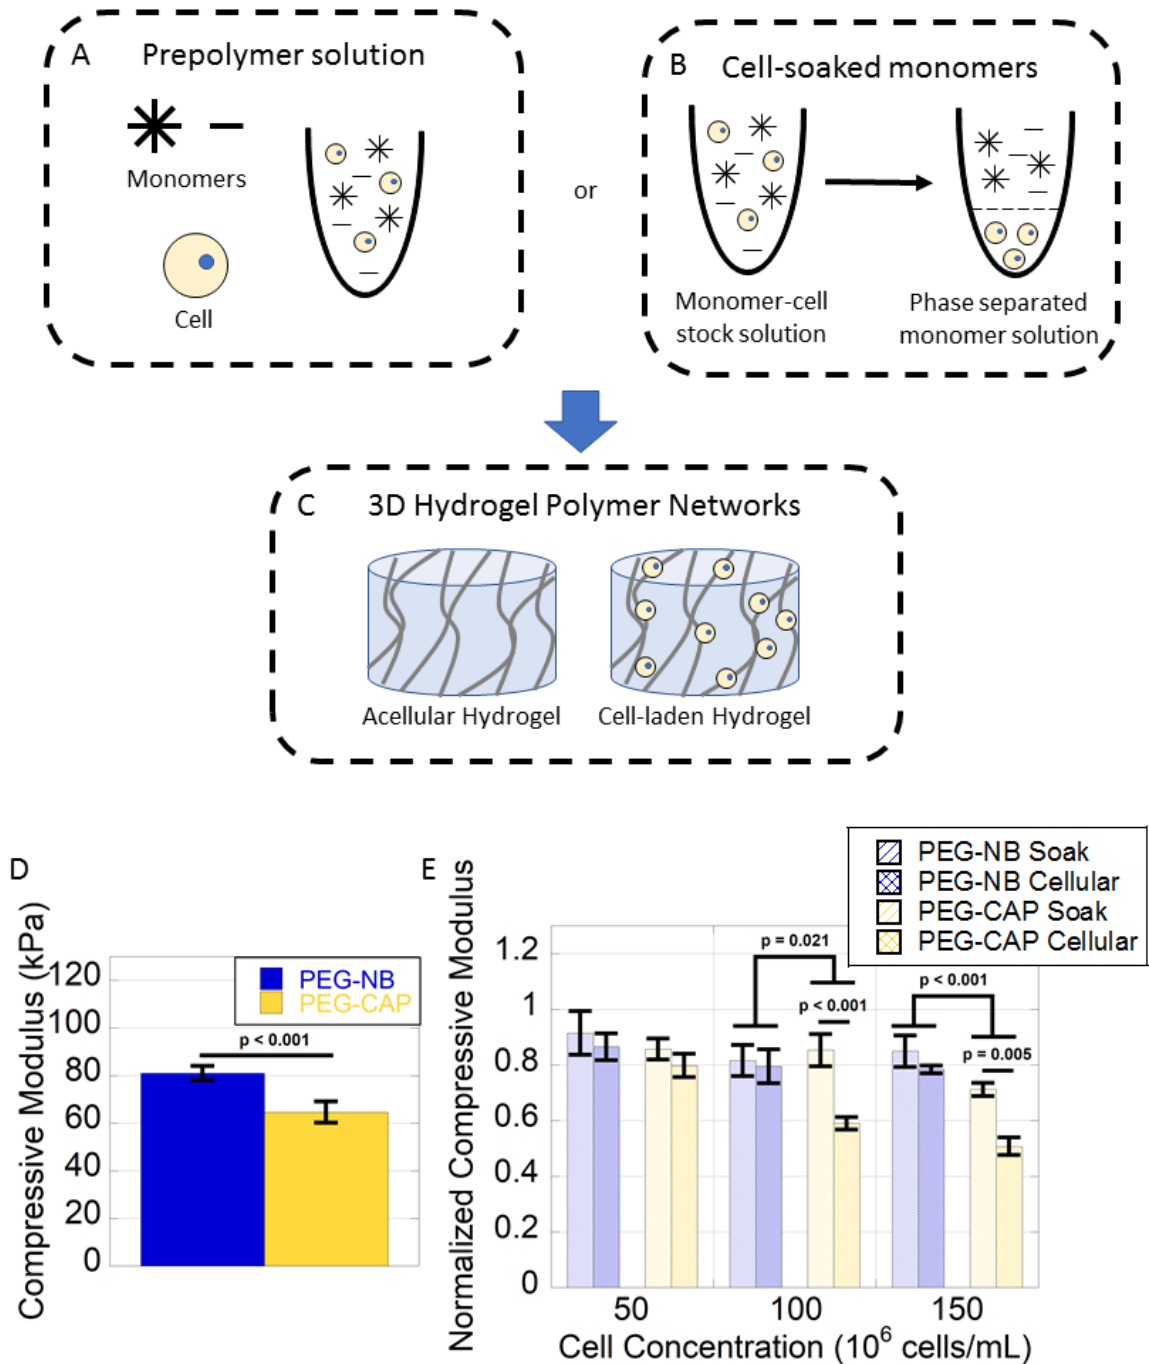 A
Prepolymer solution
Monomers
Cell
or
B
Cell-soaked monomers
Monomer-cell
stock solution
Phase separated
monomer solution
C
3D Hydrogel Polymer Networks
Acellular Hydrogel
Cell-laden Hydrogel
D
Compressive Modulus (kPa)
120
100
80
60
40
20
0
PEG-NB
PEG-CAP
p < 0.001
E
Normalized Compressive Modulus
1.2
1
0.8
0.6
0.4
0.2
0
PEG-NB Soak
PEG-NB Cellular
PEG-CAP Soak
PEG-CAP Cellular
p = 0.021
p < 0.001
p < 0.001
p = 0.005
50
100
150
Cell Concentration (10⁶ cells/mL)